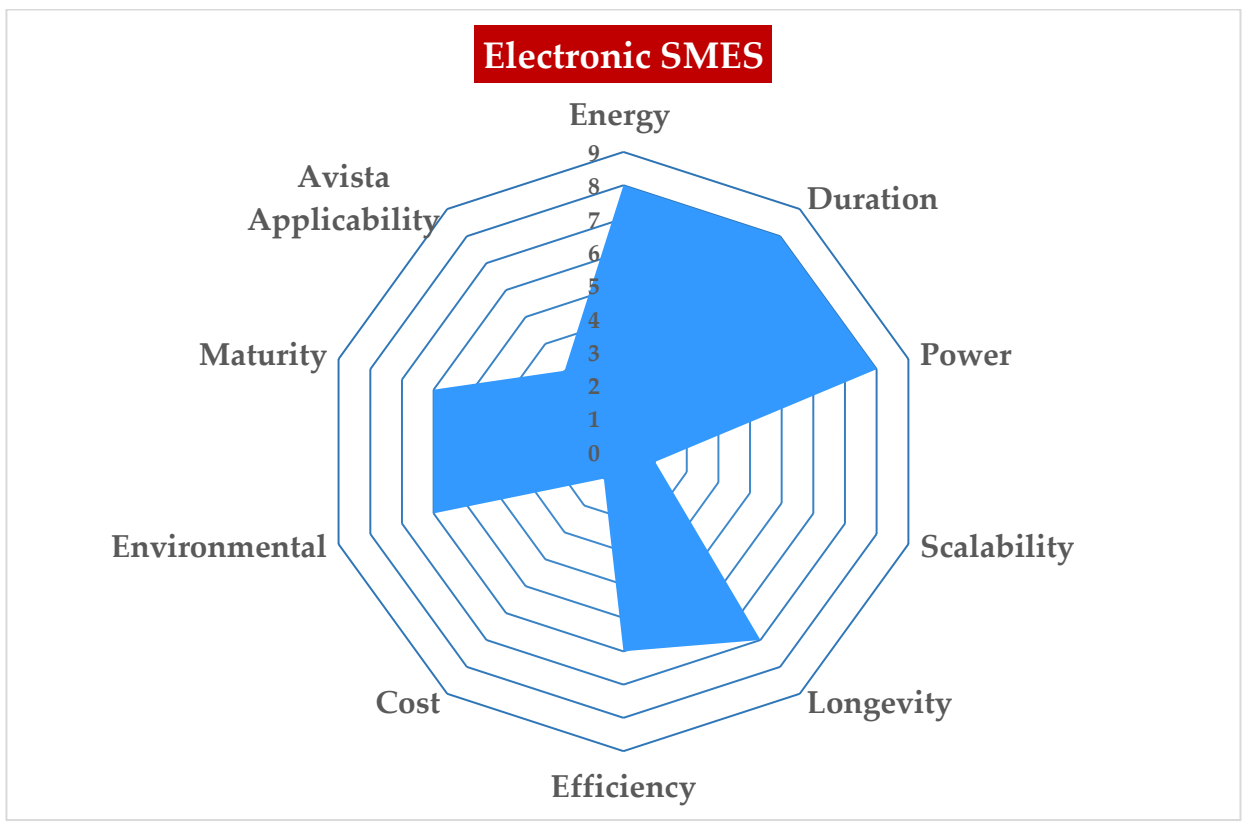 Electronic SMES
Energy
9
8
7
6
5
4
3
2
1
0
Duration
Power
Scalability
Longevity
Efficiency
Cost
Environmental
Maturity
Avista
Applicability